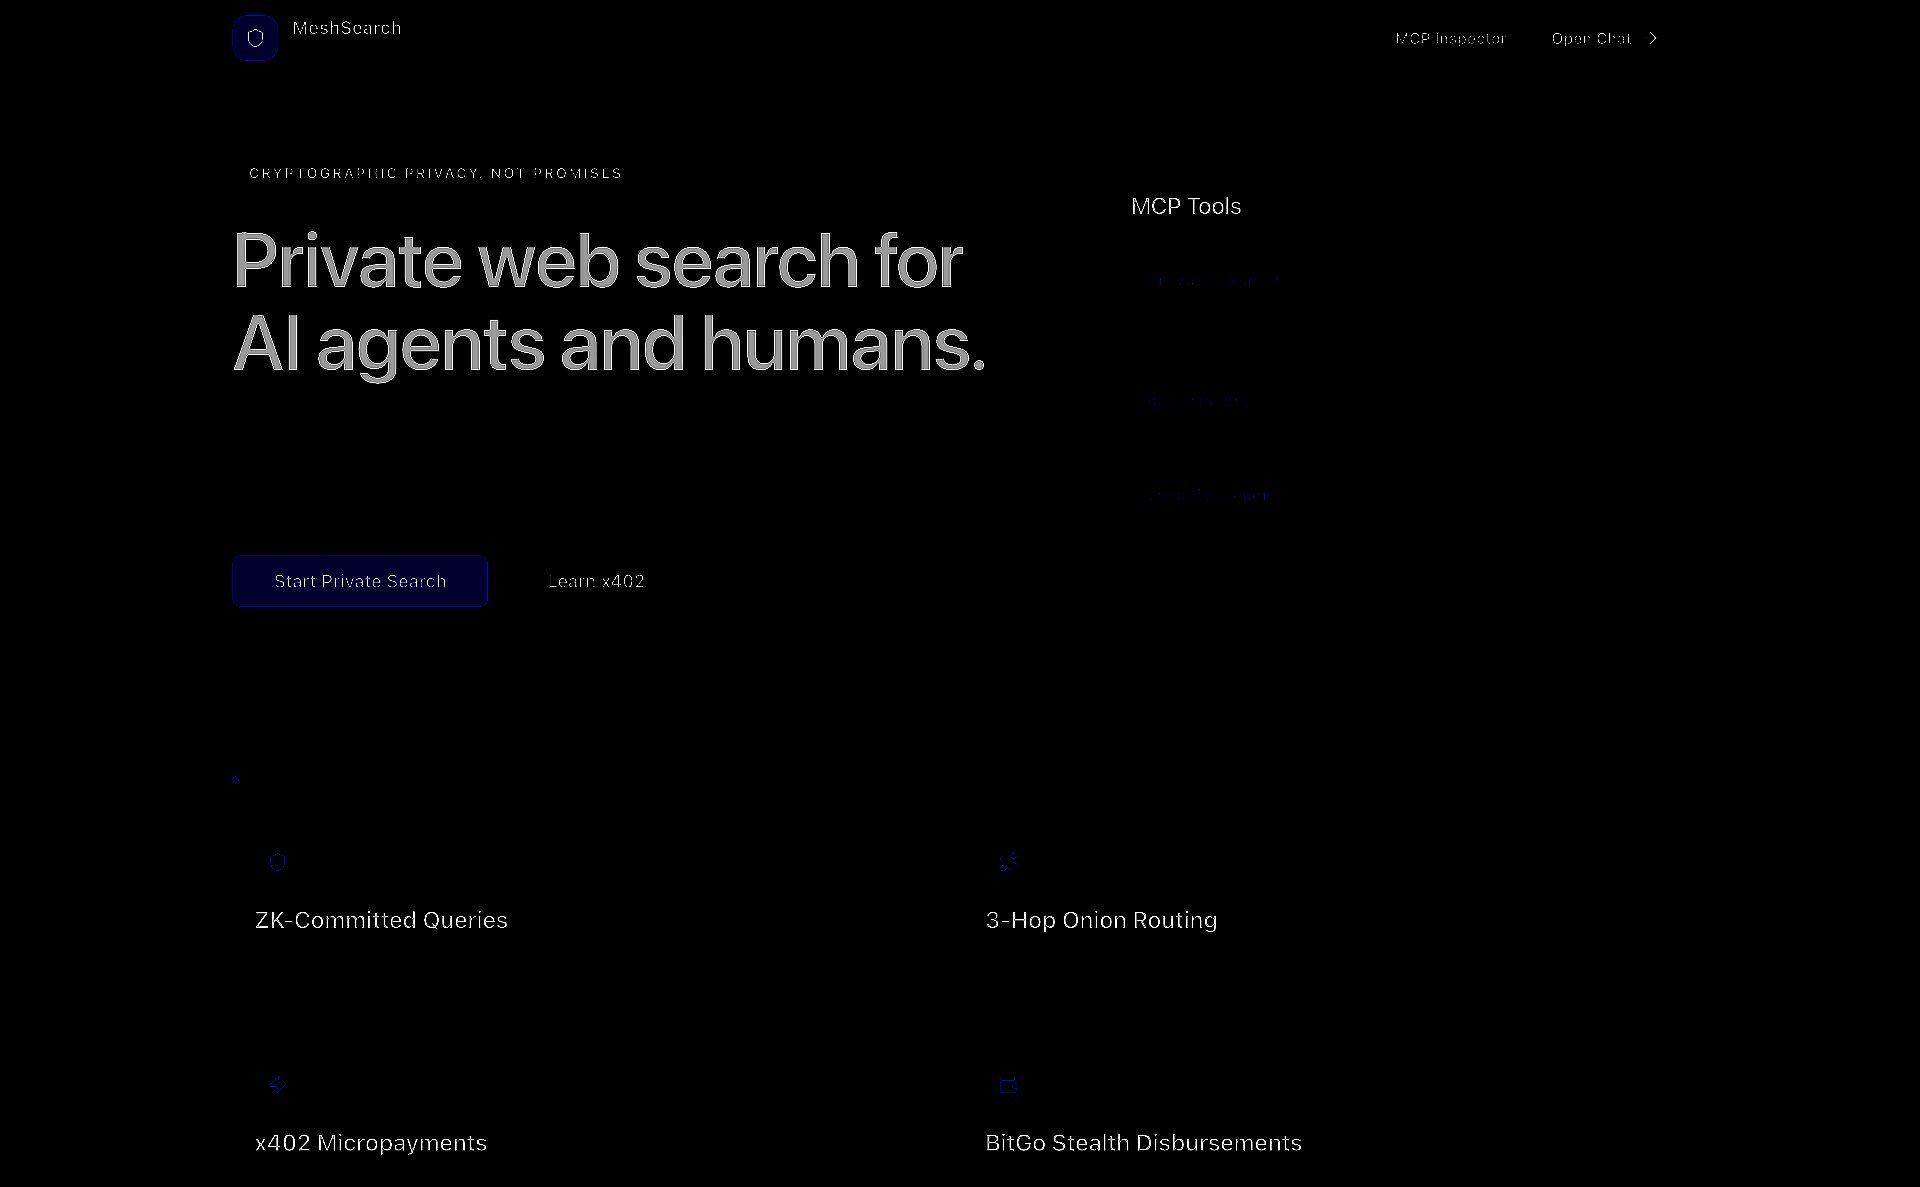 MeshSearch
MCP Inspector
Open Chat
CRYPTOGRAPHIC PRIVACY, NOT PROMISES
Private web search for
AI agents and humans.
Start Private Search
Learn x402
MCP Tools
ZK-Committed Queries
3-Hop Onion Routing
x402 Micropayments
BitGo Stealth Disbursements